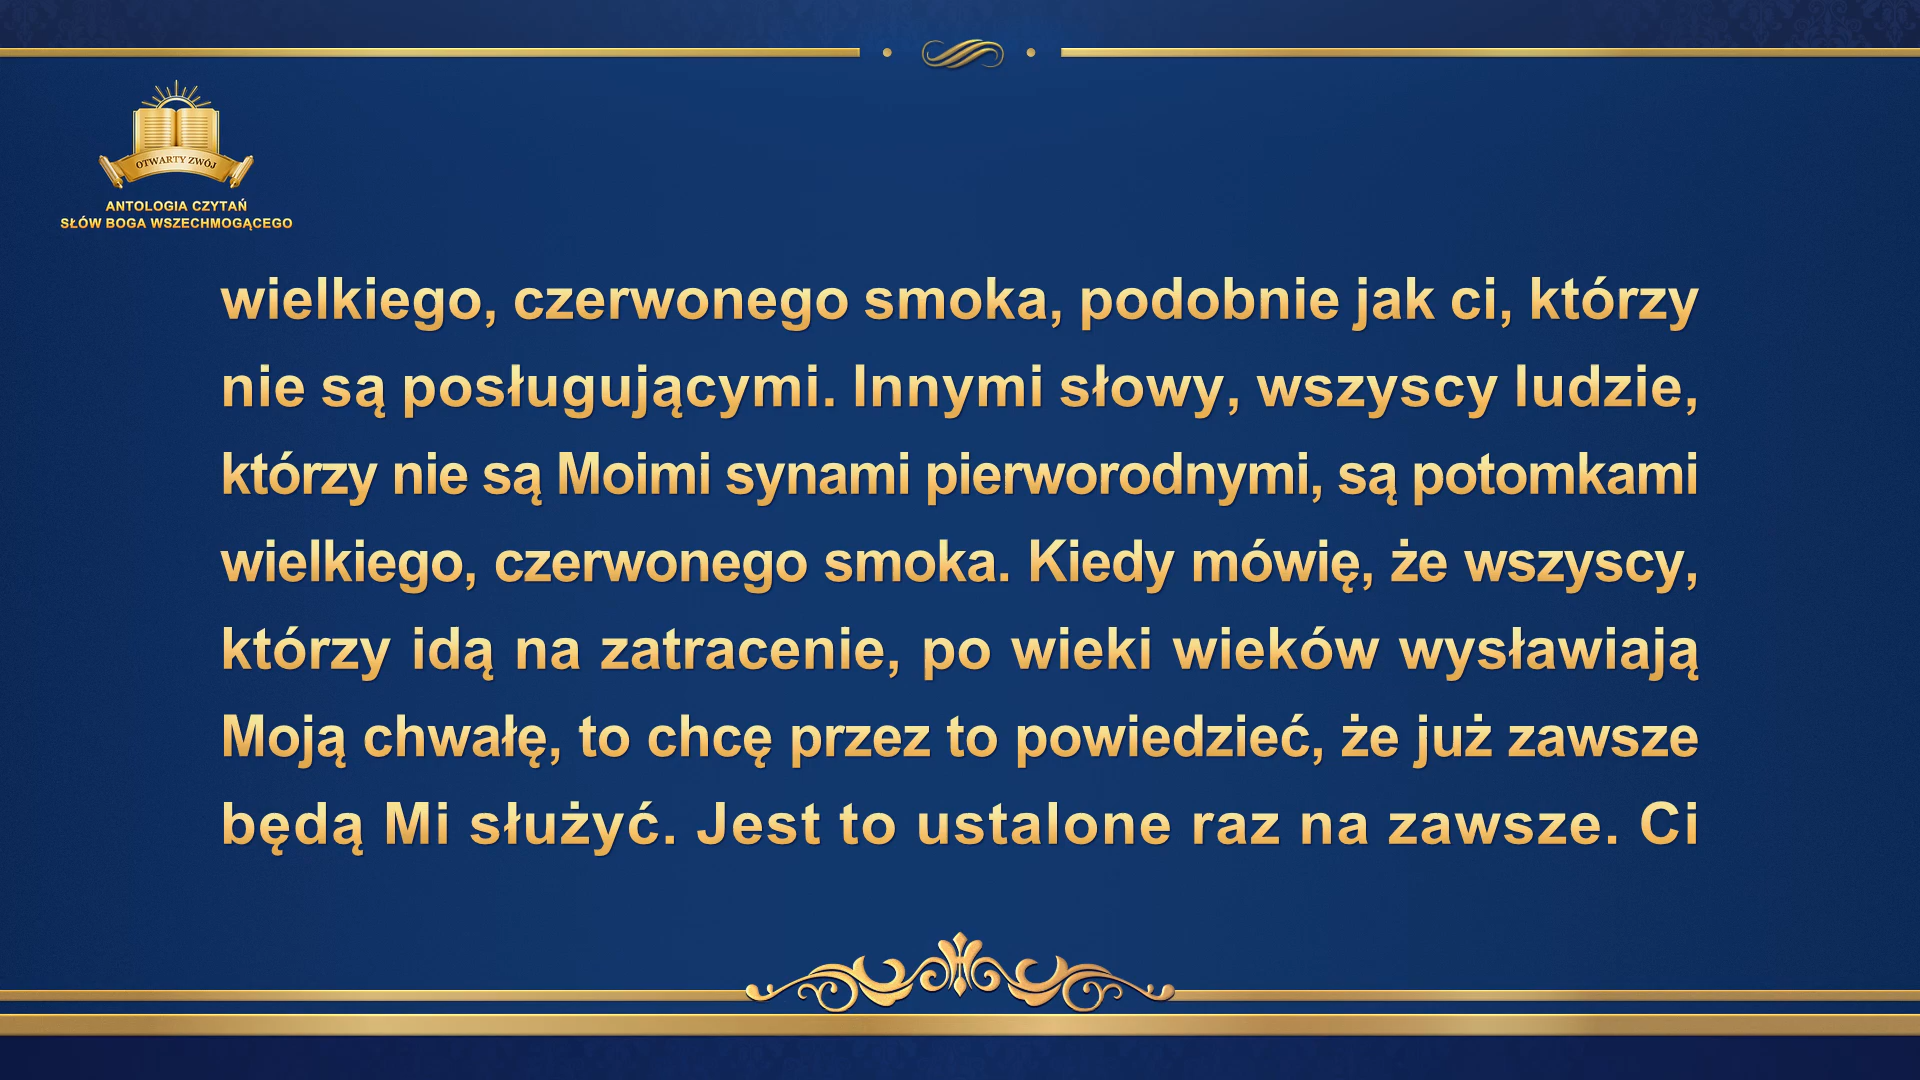 OTWARTY ZWÓJ
ANTOLOGIA CZYTAŃ
SŁÓW BOGA WSZECHMOGĄCEGO
wielkiego, czerwonego smoka, podobnie jak ci, którzy
nie są posługującymi. Innymi słowy, wszyscy ludzie,
którzy nie są Moimi synami pierworodnymi, są potomkami
wielkiego, czerwonego smoka. Kiedy mówię, że wszyscy,
którzy idą na zatracenie, po wieki wieków wysławiają
Moją chwałę, to chcę przez to powiedzieć, że już zawsze
będą Mi służyć. Jest to ustalone raz na zawsze. Ci